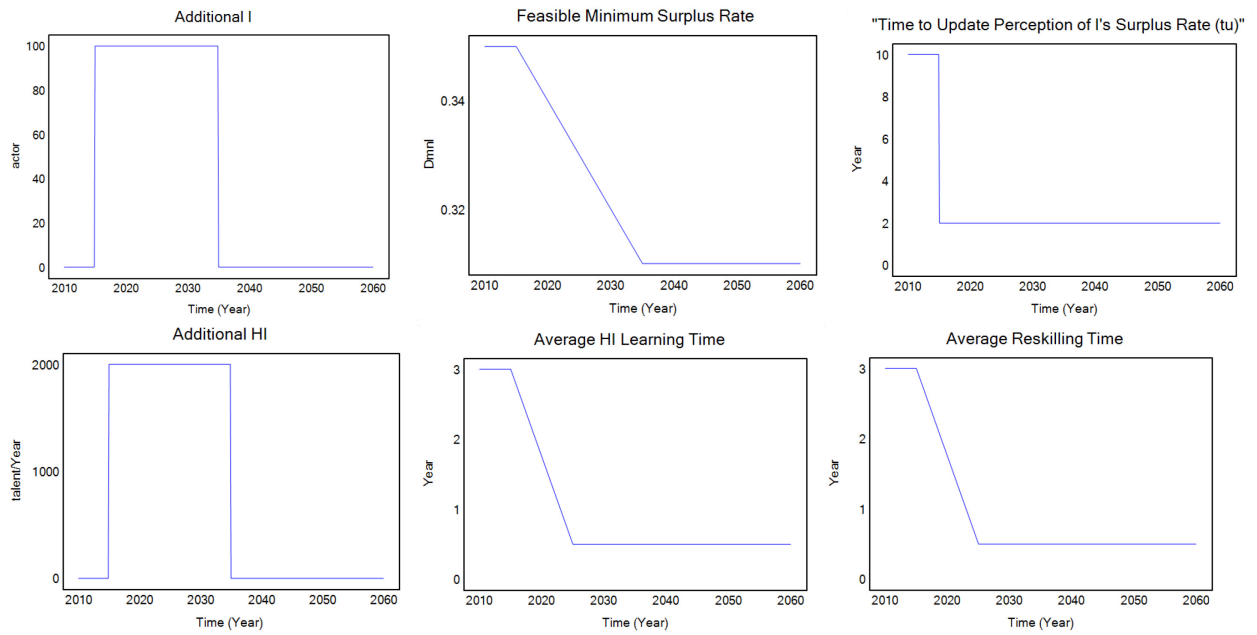 Additional I
100
80
60
40
20
0
actor
2010 2020 2030 2040 2050 2060
Time (Year)
Feasible Minimum Surplus Rate
0.34
0.32
Dmnl
2010 2020 2030 2040 2050 2060
Time (Year)
"Time to Update Perception of I's Surplus Rate (tu)"
10
8
6
4
2
0
Year
2010 2020 2030 2040 2050 2060
Time (Year)
Additional HI
2000
1000
0
talent/Year
2010 2020 2030 2040 2050 2060
Time (Year)
Average HI Learning Time
3
2
1
0
Year
2010 2020 2030 2040 2050 2060
Time (Year)
Average Reskilling Time
3
2
1
0
Year
2010 2020 2030 2040 2050 2060
Time (Year)